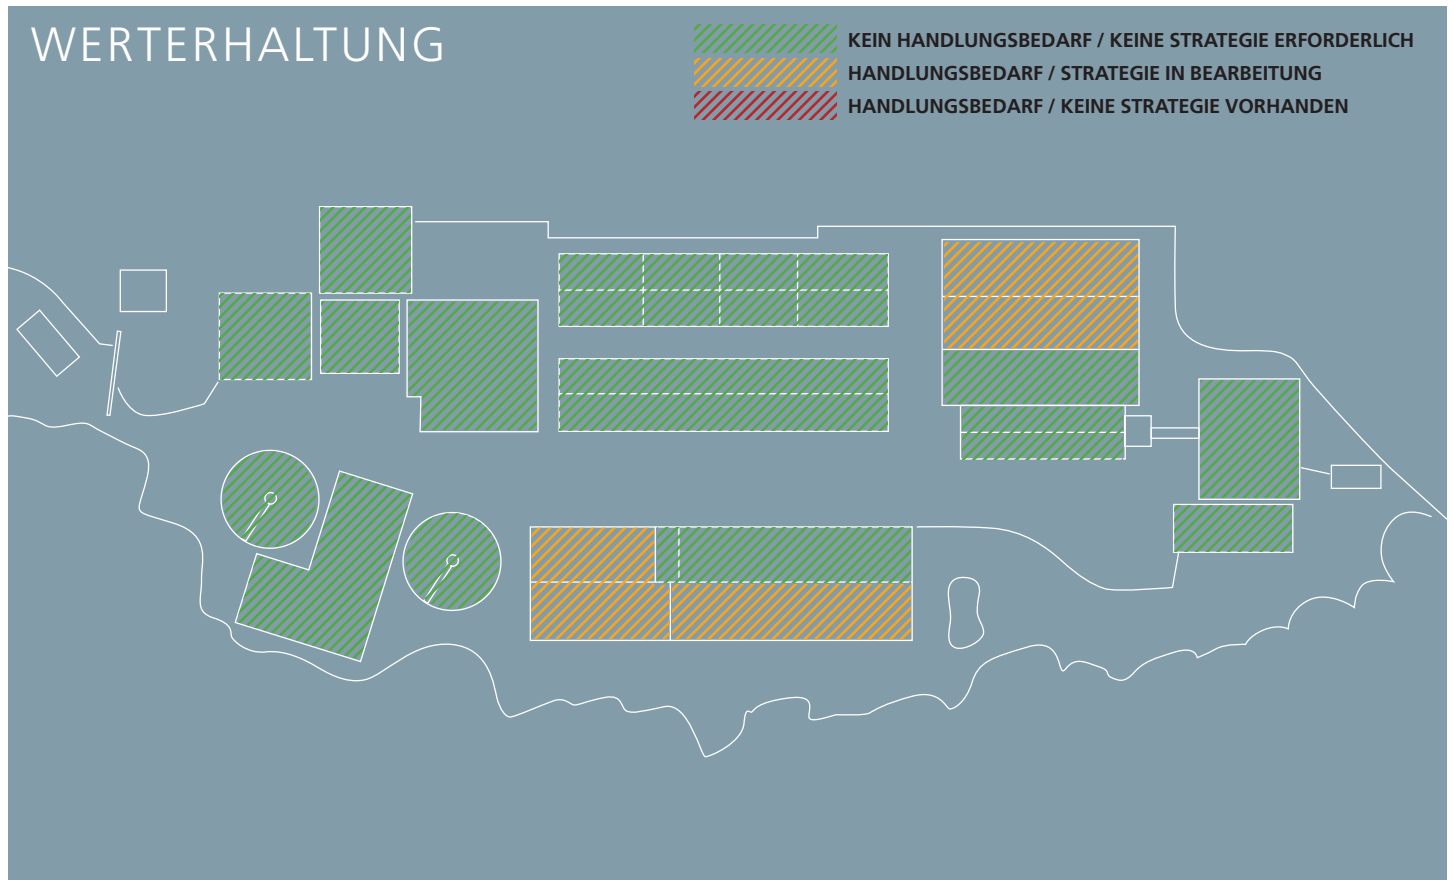 WERTERHALTUNG
KEIN HANDLUNGSBEDARF / KEINE STRATEGIE ERFORDERLICH
HANDLUNGSBEDARF / STRATEGIE IN BEARBEITUNG
HANDLUNGSBEDARF / KEINE STRATEGIE VORHANDEN